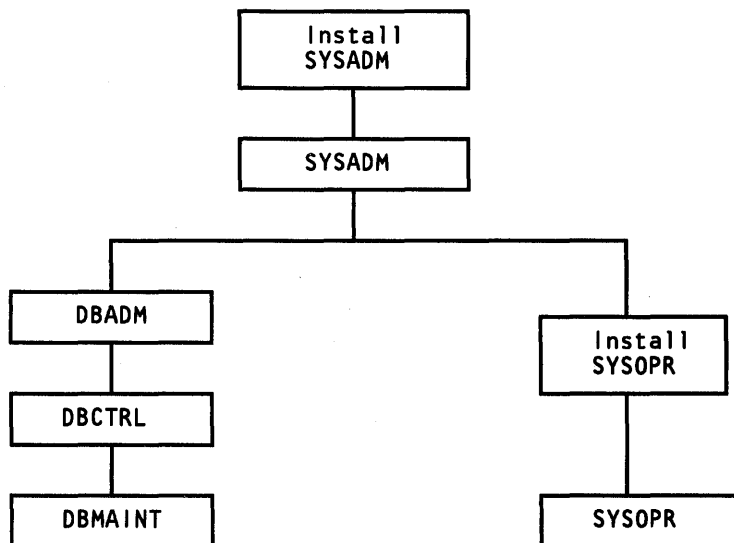 Install
SYSADM
SYSADM
DBADM
Install
SYSOPR
DBCTRL
DBMAINT
SYSOPR